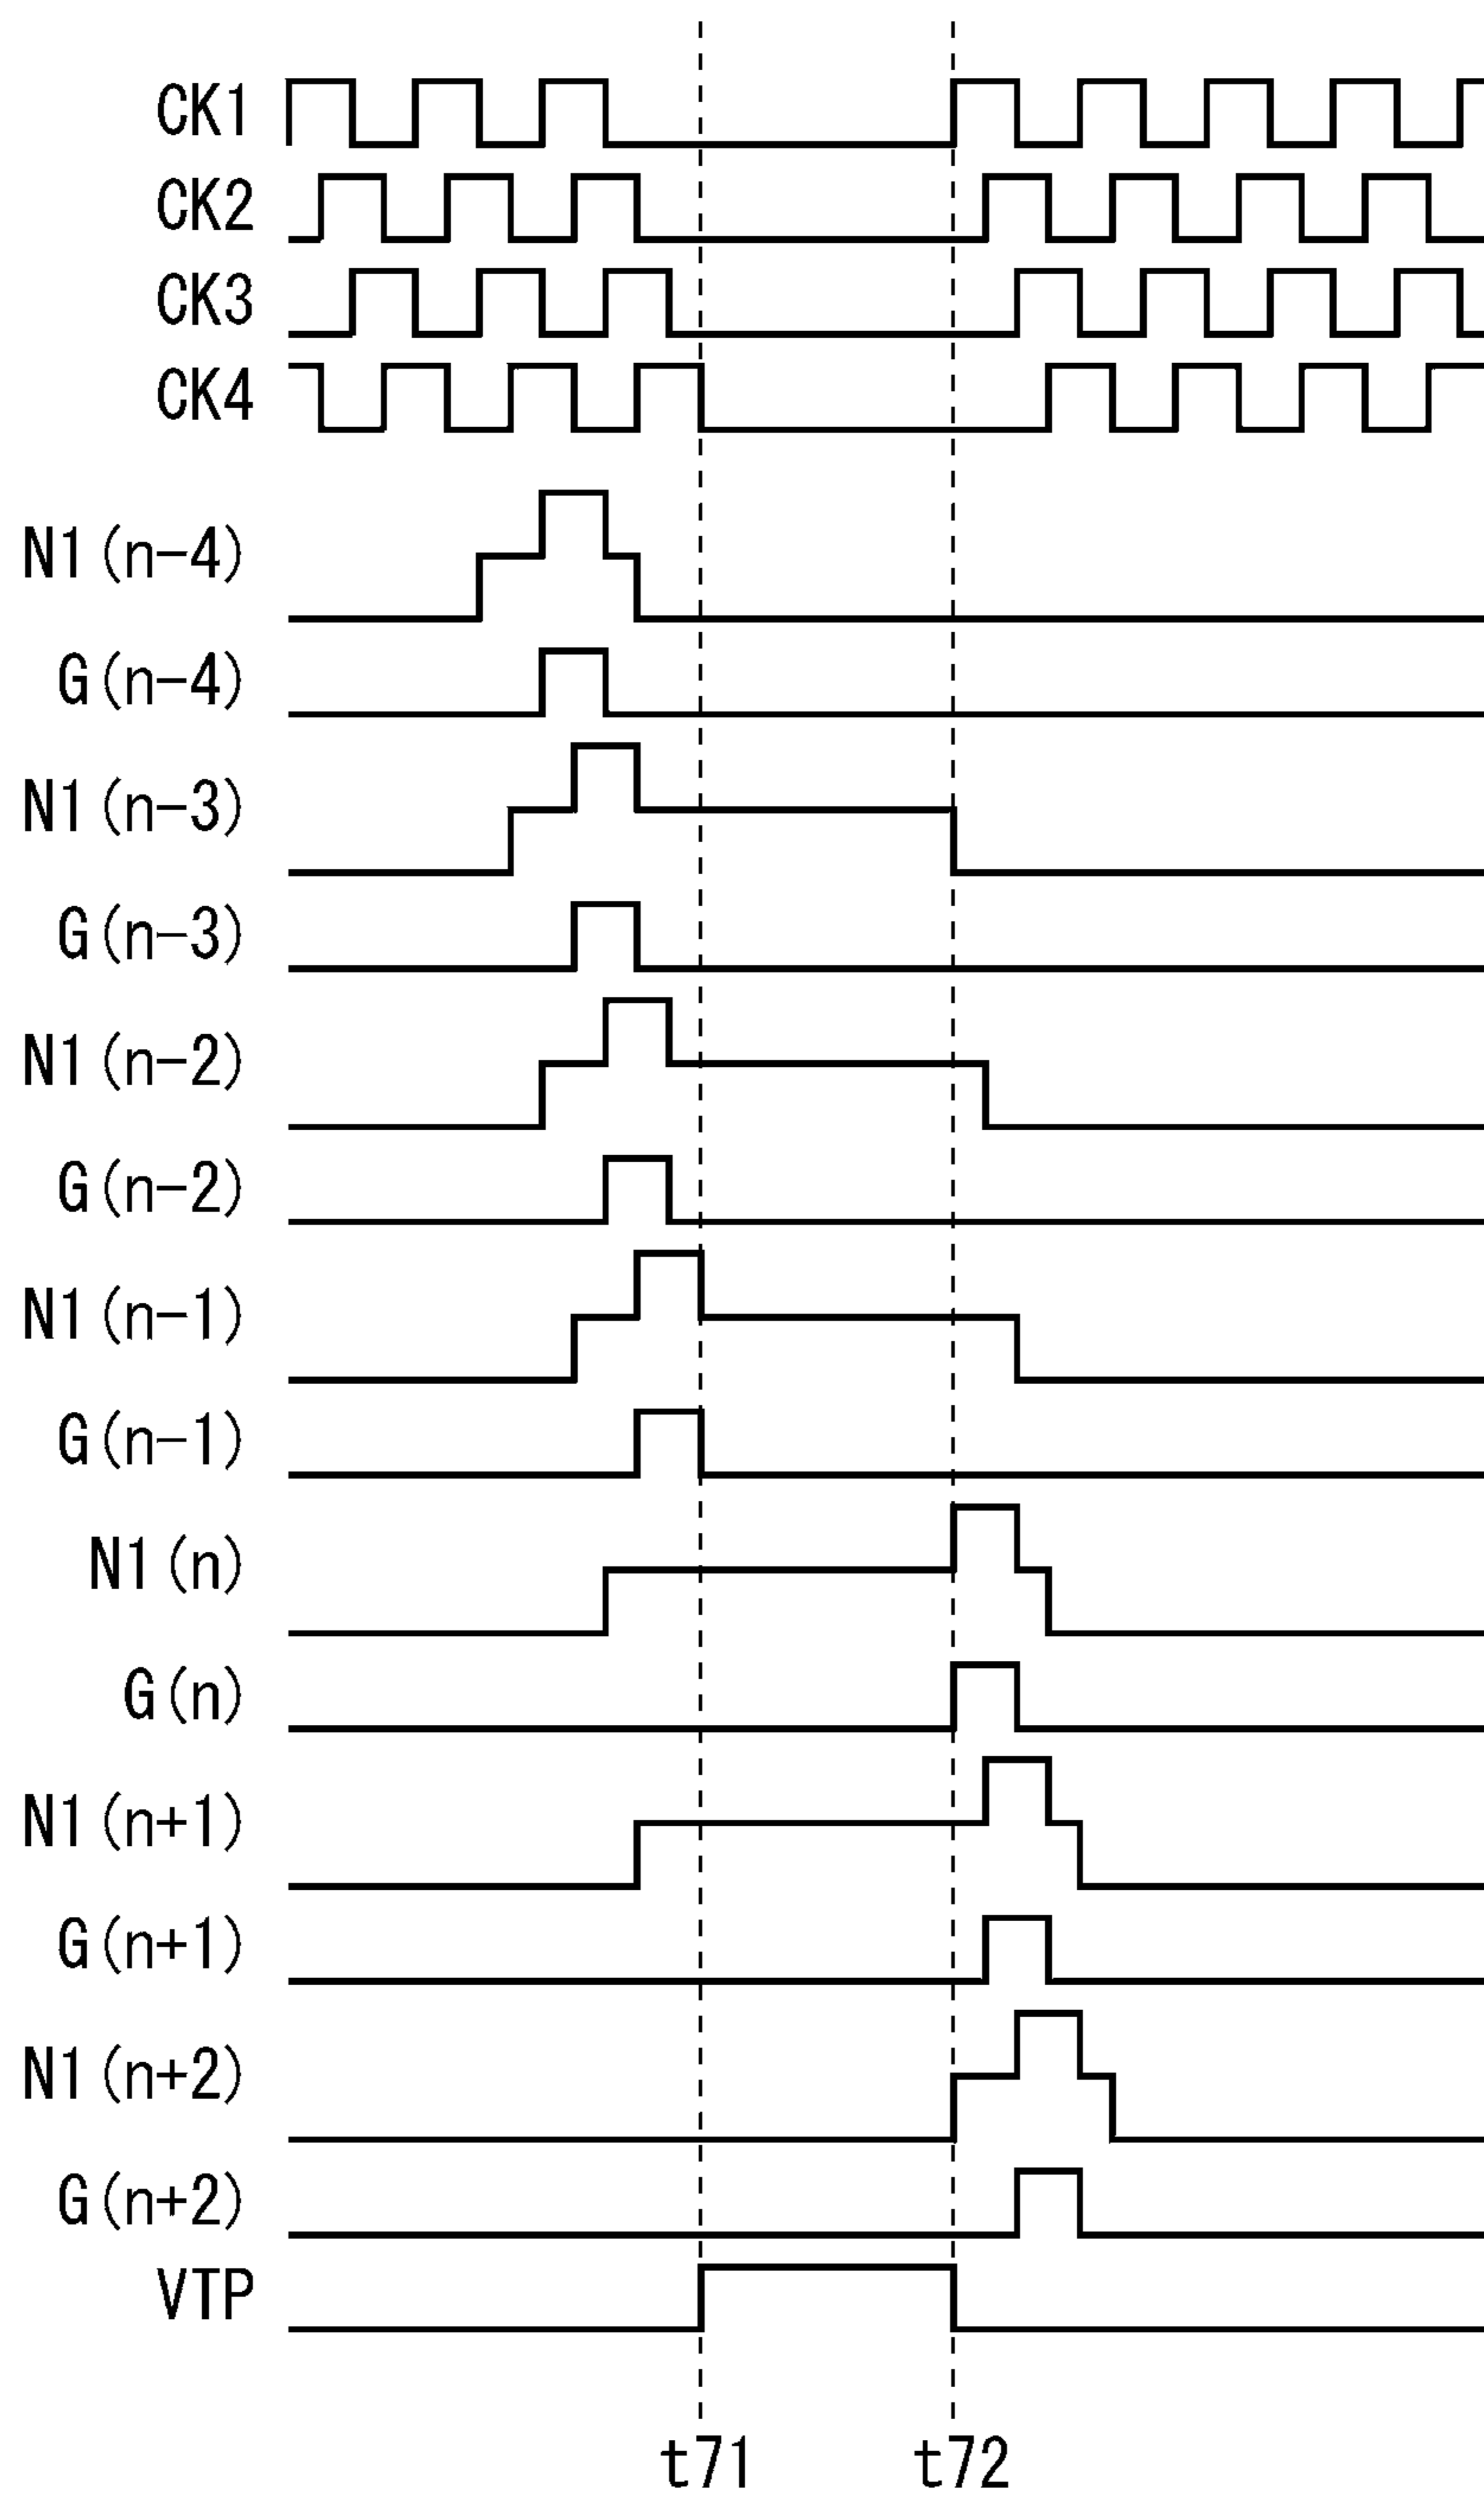 CK1
CK2
CK3
CK4
N1(n-4)
G(n-4)
N1(n-3)
G(n-3)
N1(n-2)
G(n-2)
N1(n-1)
G(n-1)
N1(n)
G(n)
N1(n+1)
G(n+1)
N1(n+2)
G(n+2)
VTP
t71 t72